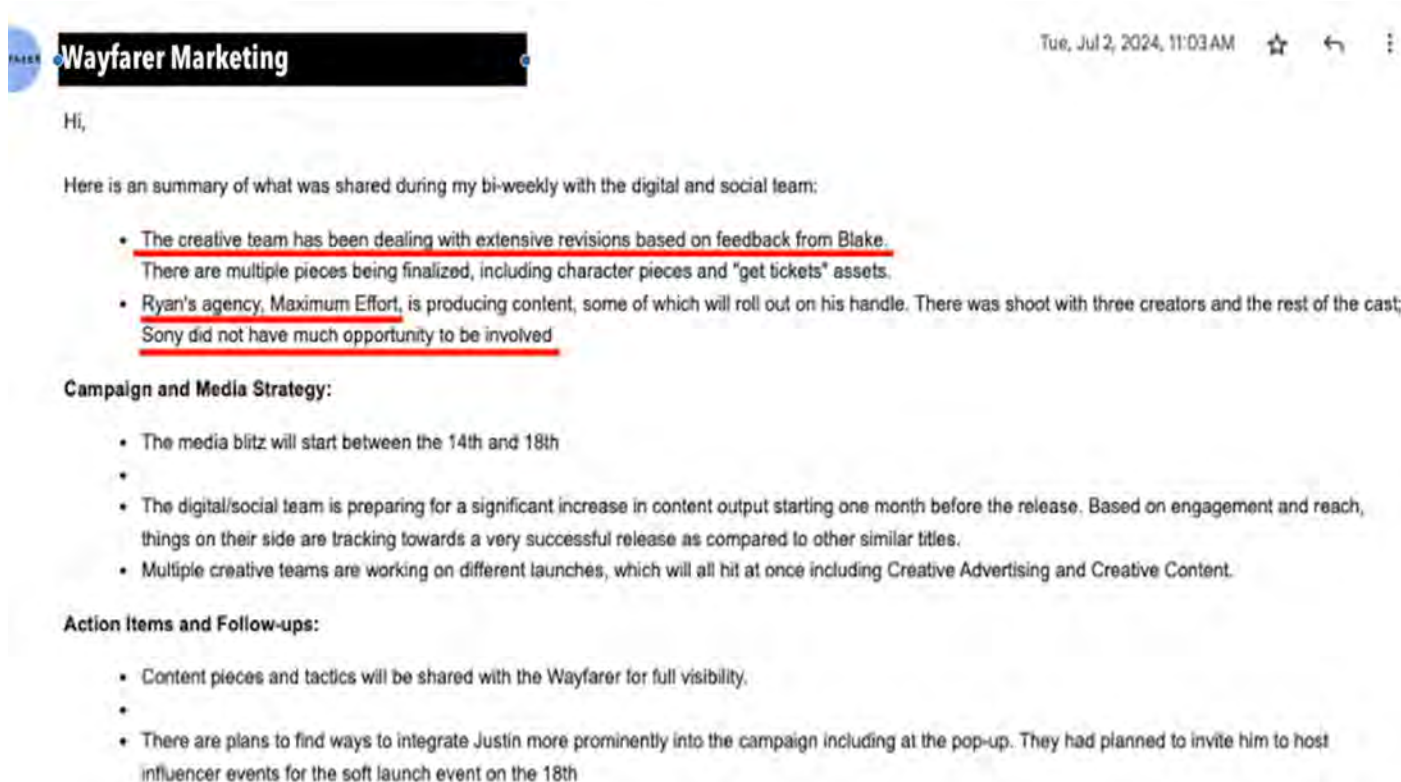 Wayfarer Marketing
Tue, Jul 2, 2024, 11:03 AM
Hi,
Here is an summary of what was shared during my bi-weekly with the digital and social team:
• The creative team has been dealing with extensive revisions based on feedback from Blake.
There are multiple pieces being finalized, including character pieces and "get tickets" assets.
• Ryan's agency, Maximum Effort, is producing content, some of which will roll out on his handle. There was shoot with three creators and the rest of the cast;
Sony did not have much opportunity to be involved
Campaign and Media Strategy:
• The media blitz will start between the 14th and 18th
•
• The digital/social team is preparing for a significant increase in content output starting one month before the release. Based on engagement and reach,
things on their side are tracking towards a very successful release as compared to other similar titles.
• Multiple creative teams are working on different launches, which will all hit at once including Creative Advertising and Creative Content.
Action Items and Follow-ups:
• Content pieces and tactics will be shared with the Wayfarer for full visibility.
•
• There are plans to find ways to integrate Justin more prominently into the campaign including at the pop-up. They had planned to invite him to host
influencer events for the soft launch event on the 18th